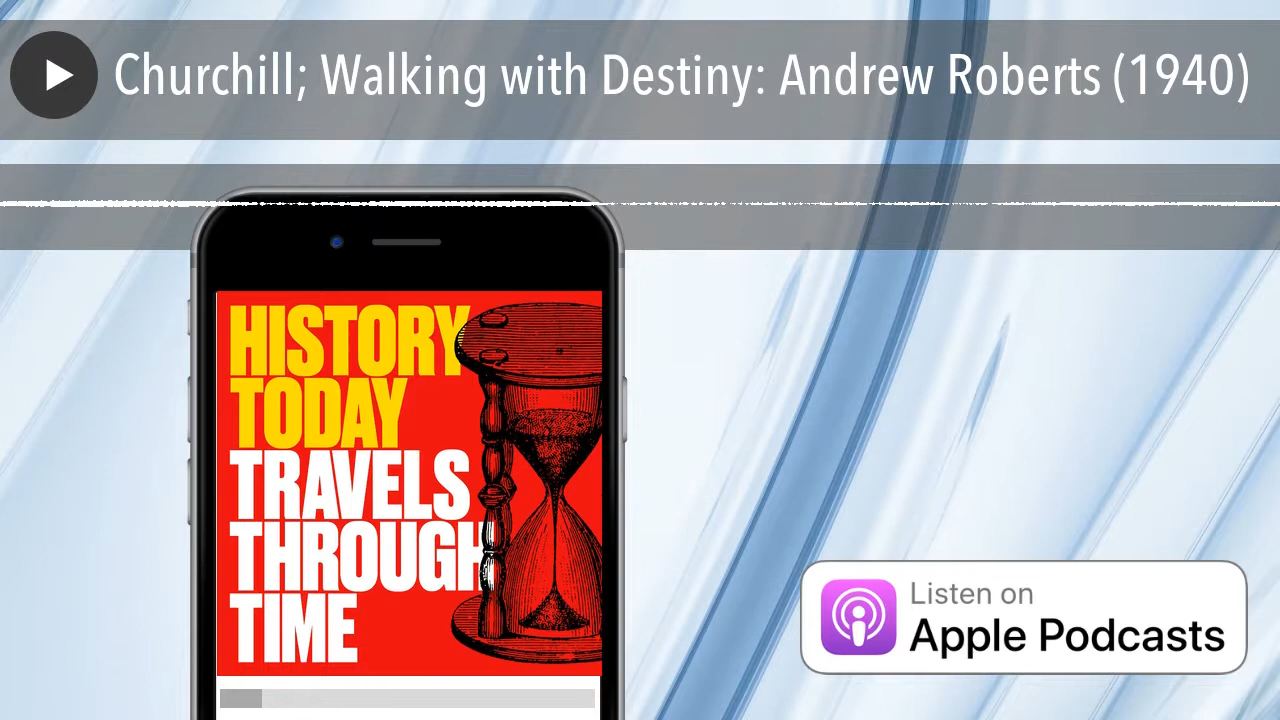 Churchill; Walking with Destiny: Andrew Roberts (1940)
HISTORY
TODAY
TRAVELS
THROUGH
TIME
Listen on
Apple Podcasts